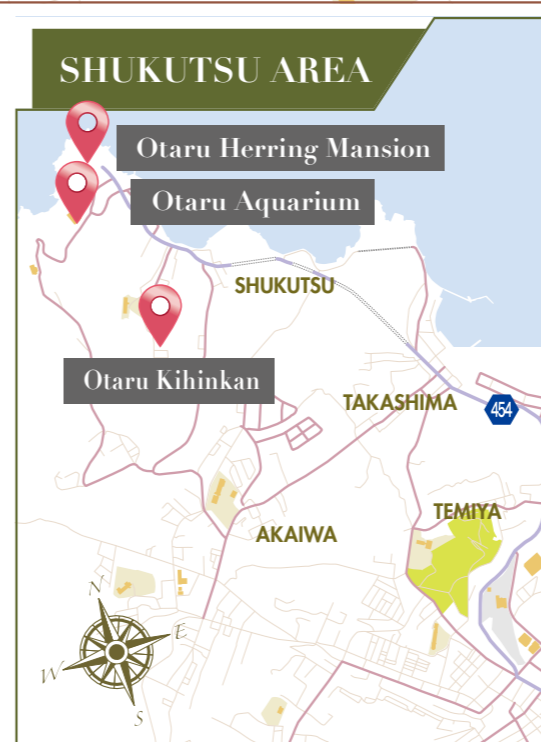 SHUKUTSU AREA
Otaru Herring Mansion
Otaru Aquarium
SHUKUTSU
Otaru Kihinkan
TAKASHIMA
454
TEMIYA
AKAIWA
N
E
W
S